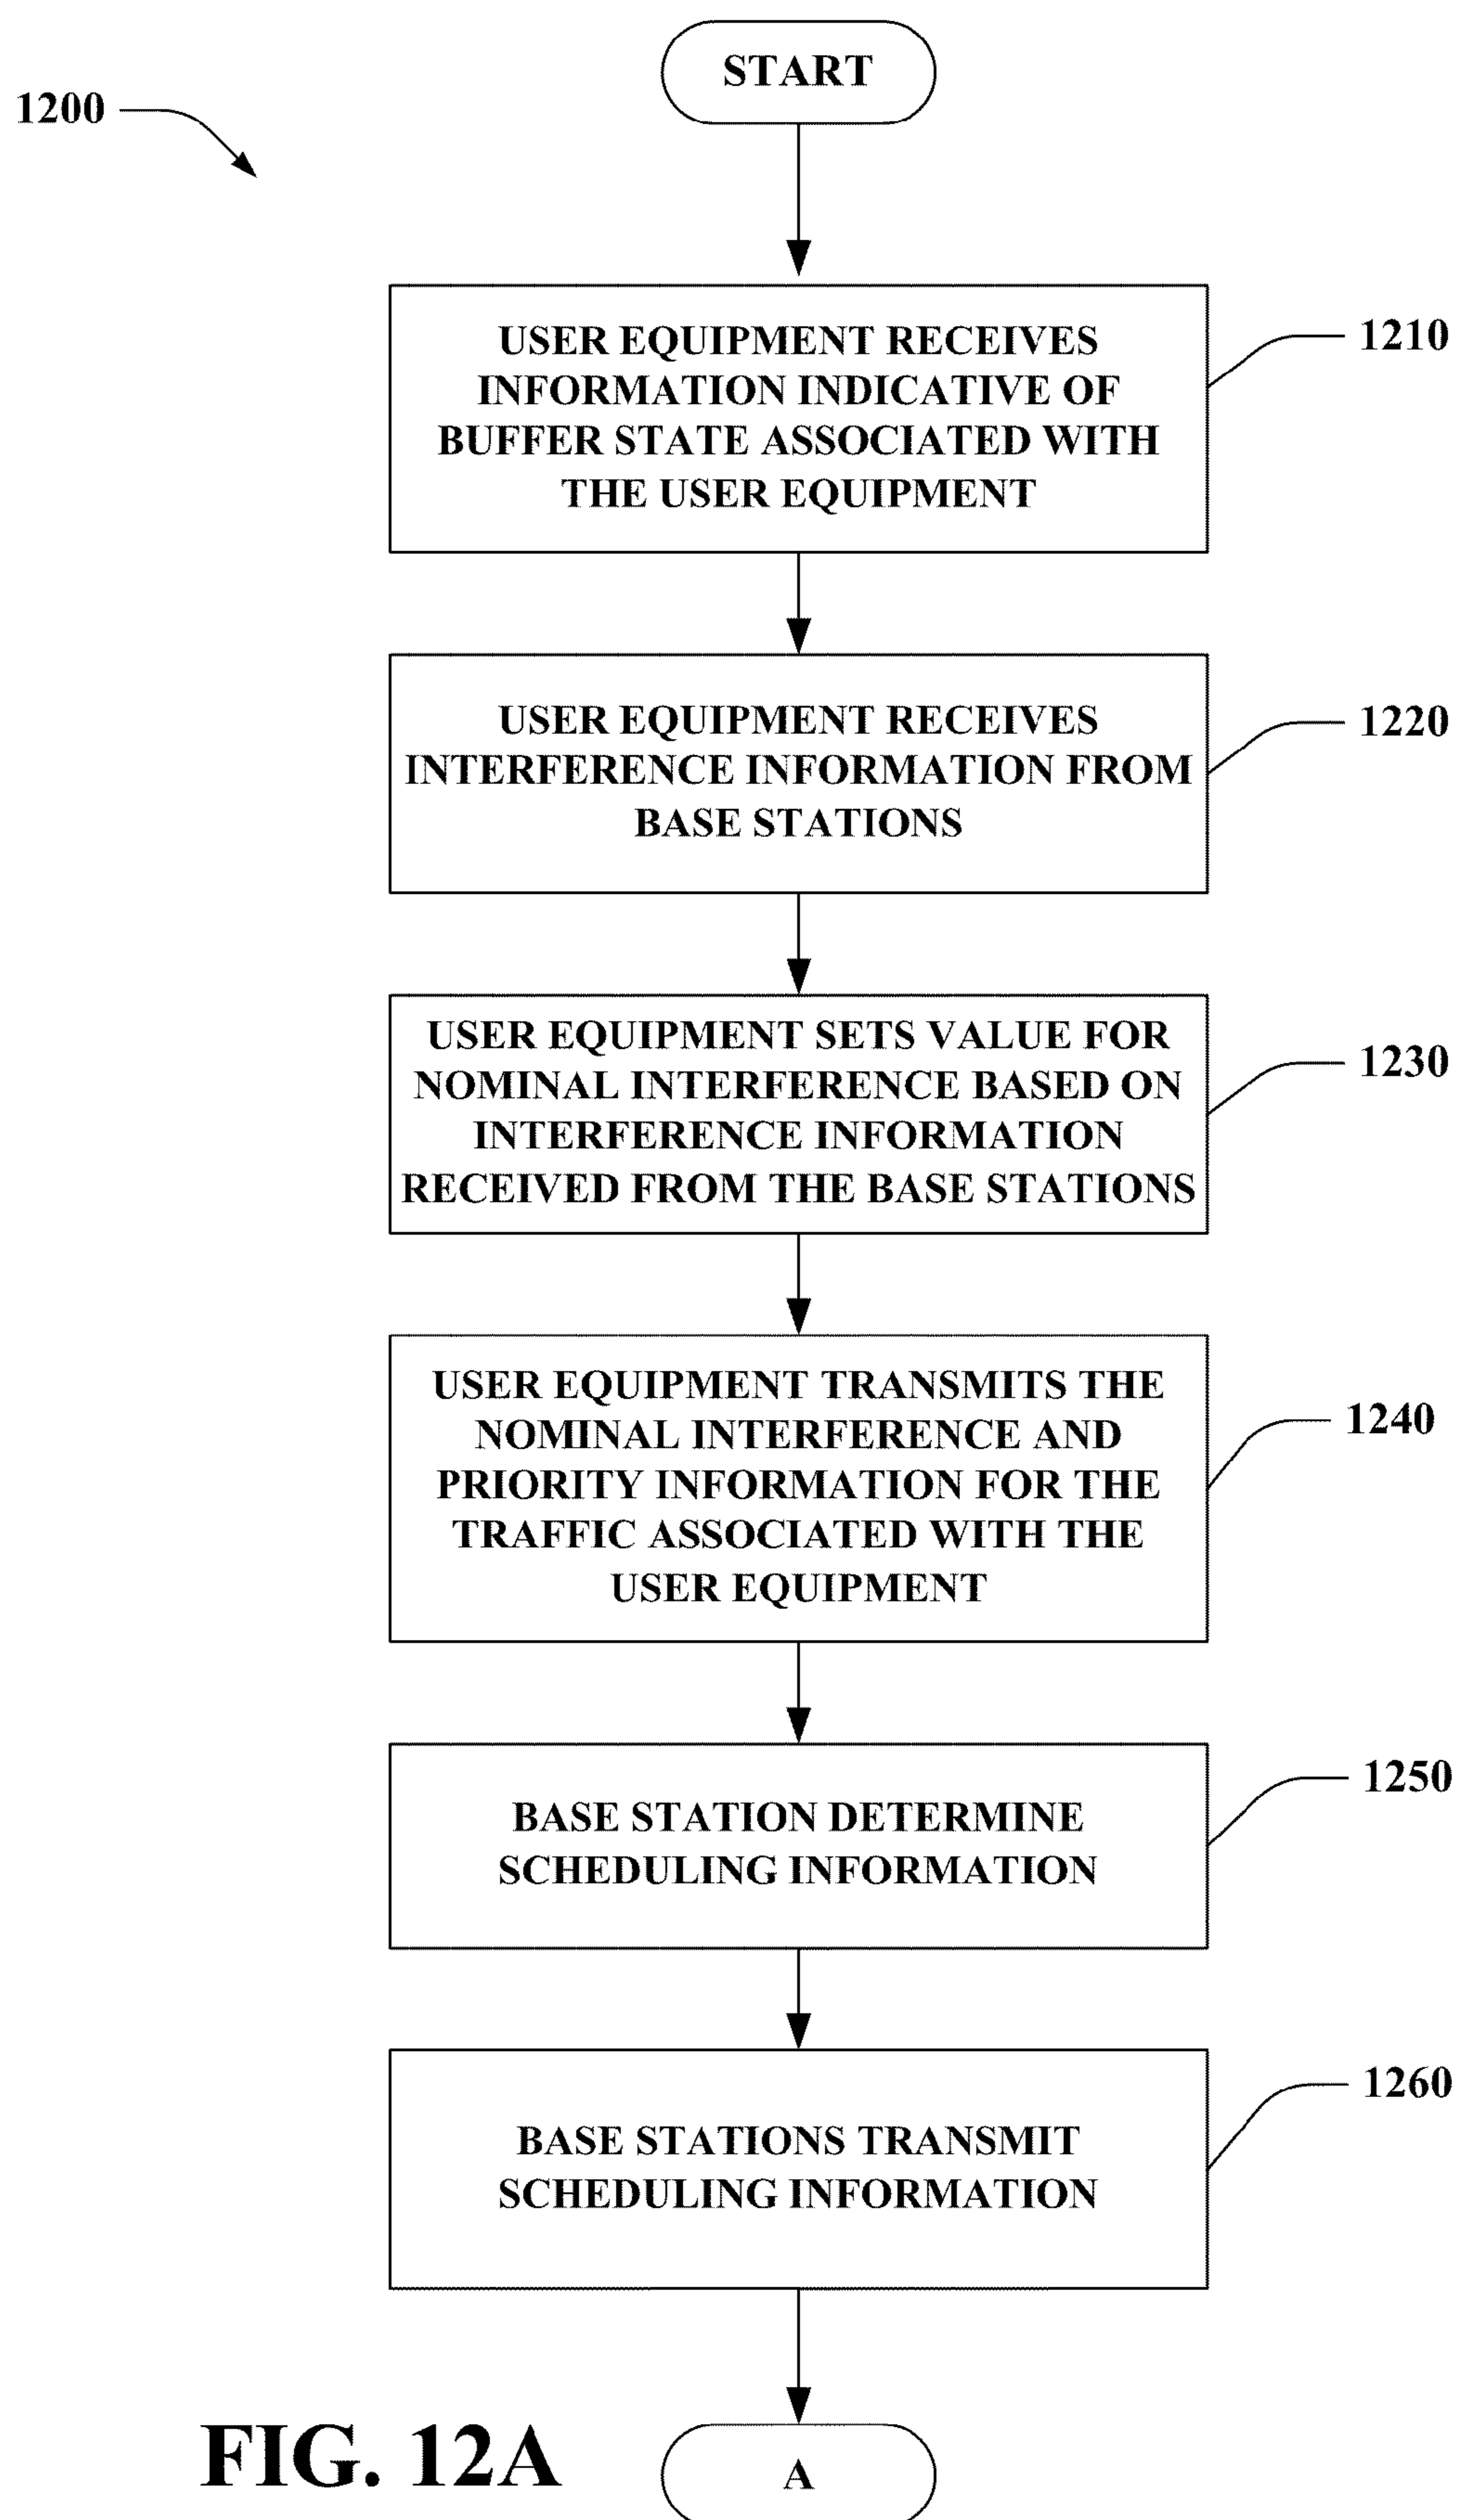 START
1200
USER EQUIPMENT RECEIVES
INFORMATION INDICATIVE OF
BUFFER STATE ASSOCIATED WITH
THE USER EQUIPMENT
1210
USER EQUIPMENT RECEIVES
INTERFERENCE INFORMATION FROM
BASE STATIONS
1220
USER EQUIPMENT SETS VALUE FOR
NOMINAL INTERFERENCE BASED ON
INTERFERENCE INFORMATION
RECEIVED FROM THE BASE STATIONS
1230
USER EQUIPMENT TRANSMITS THE
NOMINAL INTERFERENCE AND
PRIORITY INFORMATION FOR THE
TRAFFIC ASSOCIATED WITH THE
USER EQUIPMENT
1240
BASE STATION DETERMINE
SCHEDULING INFORMATION
1250
BASE STATIONS TRANSMIT
SCHEDULING INFORMATION
1260
FIG. 12A
A